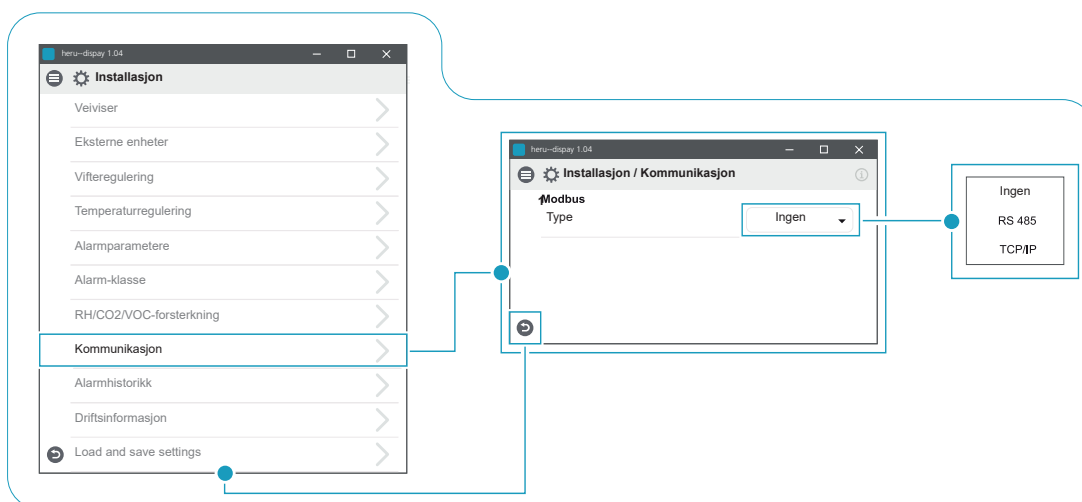 heru–dispay 1.04
Installasjon
Veiviser
Eksterne enheter
Vifteregulering
Temperaturregulering
Alarmparametere
Alarm-klasse
RH/CO2/VOC-forsterkning
Kommunikasjon
Alarmhistorikk
Driftsinformasjon
Load and save settings
heru–dispay 1.04
Installasjon / Kommunikasjon
Modbus
Type
Ingen
Ingen
RS 485
TCP/IP